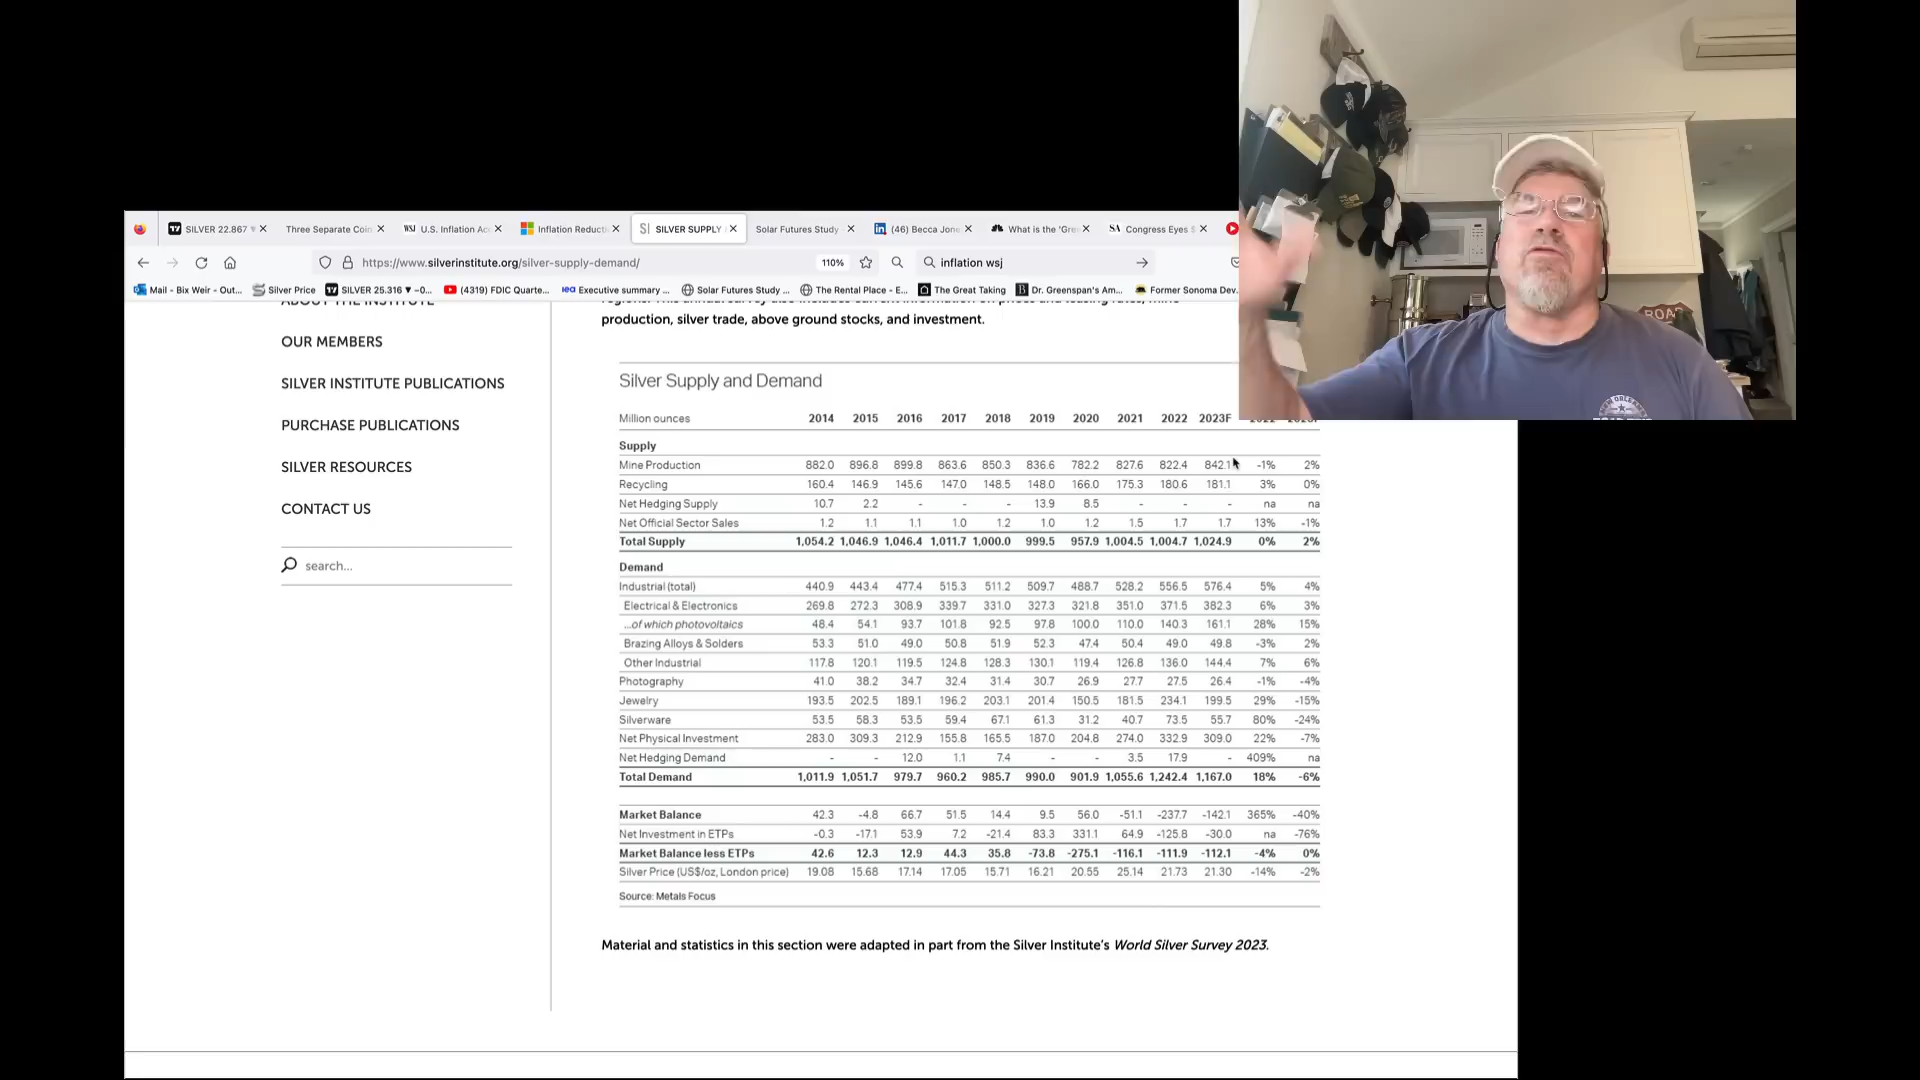 SILVER 22.867 ▼
Three Separate Coin
WSJ U.S. Inflation Ac
Inflation Reducti
S| SILVER SUPPLY
Solar Futures Study
in (46) Becca Jone
What is the 'Gre
SA Congress Eyes S
https://www.silverinstitute.org/silver-supply-demand/ 110% inflation wsj
Mail - Bix Weir - Out... Silver Price SILVER 25.316 ▼ −0... (4319) FDIC Quarte... iea Executive summary ... Solar Futures Study ... The Rental Place - E... The Great Taking Dr. Greenspan's Am... Former Sonoma Dev.
ABOUT THE INSTITUTE
OUR MEMBERS
SILVER INSTITUTE PUBLICATIONS
PURCHASE PUBLICATIONS
SILVER RESOURCES
CONTACT US
search...
production, silver trade, above ground stocks, and investment.
Silver Supply and Demand
Million ounces 2014 2015 2016 2017 2018 2019 2020 2021 2022 2023F
Supply
Mine Production 882.0 896.8 899.8 863.6 850.3 836.6 782.2 827.6 822.4 842.1 -1% 2%
Recycling 160.4 146.9 145.6 147.0 148.5 148.0 166.0 175.3 180.6 181.1 3% 0%
Net Hedging Supply 10.7 2.2 - - - 13.9 8.5 - - - na na
Net Official Sector Sales 1.2 1.1 1.1 1.0 1.2 1.0 1.2 1.5 1.7 1.7 13% -1%
Total Supply 1,054.2 1,046.9 1,046.4 1,011.7 1,000.0 999.5 957.9 1,004.5 1,004.7 1,024.9 0% 2%
Demand
Industrial (total) 440.9 443.4 477.4 515.3 511.2 509.7 488.7 528.2 556.5 576.4 5% 4%
Electrical & Electronics 269.8 272.3 308.9 339.7 331.0 327.3 321.8 351.0 371.5 382.3 6% 3%
...of which photovoltaics 48.4 54.1 93.7 101.8 92.5 97.8 100.0 110.0 140.3 161.1 28% 15%
Brazing Alloys & Solders 53.3 51.0 49.0 50.8 51.9 52.3 47.4 50.4 49.0 49.8 -3% 2%
Other Industrial 117.8 120.1 119.5 124.8 128.3 130.1 119.4 126.8 136.0 144.4 7% 6%
Photography 41.0 38.2 34.7 32.4 31.4 30.7 26.9 27.7 27.5 26.4 -1% -4%
Jewelry 193.5 202.5 189.1 196.2 203.1 201.4 150.5 181.5 234.1 199.5 29% -15%
Silverware 53.5 58.3 53.5 59.4 67.1 61.3 31.2 40.7 73.5 55.7 80% -24%
Net Physical Investment 283.0 309.3 212.9 155.8 165.5 187.0 204.8 274.0 332.9 309.0 22% -7%
Net Hedging Demand - - 12.0 1.1 7.4 - - 3.5 17.9 - 409% na
Total Demand 1,011.9 1,051.7 979.7 960.2 985.7 990.0 901.9 1,055.6 1,242.4 1,167.0 18% -6%
Market Balance 42.3 -4.8 66.7 51.5 14.4 9.5 56.0 -51.1 -237.7 -142.1 365% -40%
Net Investment in ETPs -0.3 -17.1 53.9 7.2 -21.4 83.3 331.1 64.9 -125.8 -30.0 na -76%
Market Balance less ETPs 42.6 12.3 12.9 44.3 35.8 -73.8 -275.1 -116.1 -111.9 -112.1 -4% 0%
Silver Price (US$/oz, London price) 19.08 15.68 17.14 17.05 15.71 16.21 20.55 25.14 21.73 21.30 -14% -2%
Source: Metals Focus
Material and statistics in this section were adapted in part from the Silver Institute's World Silver Survey 2023.